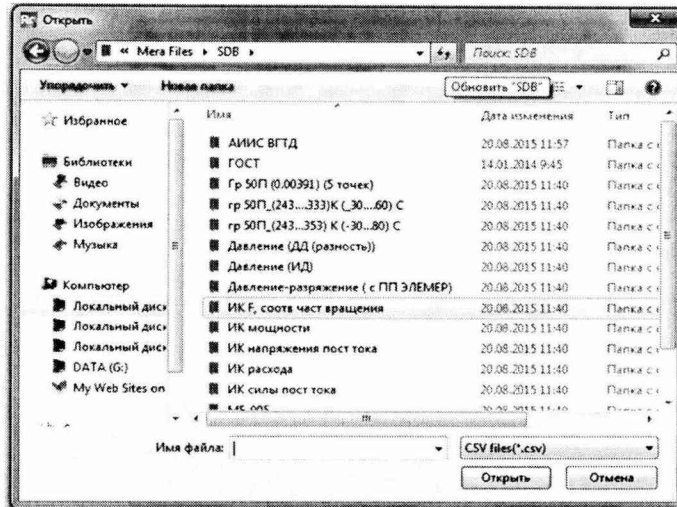 Открыть
« Mera Files ▸ SDB ▸
Поиск: SDB
Упорядочить ▾ Новая папка
Обновить "SDB"
Избранное
Библиотеки
Видео
Документы
Изображения
Музыка
Компьютер
Локальный диск
Локальный диск
Локальный диск
DATA (G:)
My Web Sites on
Имя Дата изменения Тип
АИИС ВГТД 20.08.2015 11:57 Папка с
ГОСТ 14.01.2014 9:45 Папка с
Гр 50П (0.00391) (5 точек) 20.08.2015 11:40 Папка с
гр 50П_(243...333)К (_30....60) С 20.08.2015 11:40 Папка с
гр 50П_(243...353) К (-30...80) С 20.08.2015 11:40 Папка с
Давление (ДД (разность)) 20.08.2015 11:40 Папка с
Давление (ИД) 20.08.2015 11:40 Папка с
Давление-разряжение ( с ПП ЭЛЕМЕР) 20.08.2015 11:40 Папка с
ИК F, соотв част вращения 20.08.2015 11:40 Папка с
ИК мощности 20.08.2015 11:40 Папка с
ИК напряжения пост тока 20.08.2015 11:40 Папка с
ИК расхода 20.08.2015 11:40 Папка с
ИК силы пост тока 20.08.2015 11:40 Папка с
20.08.2015 11:40 Папка с
Имя файла:
CSV files(*.csv)
Открыть Отмена